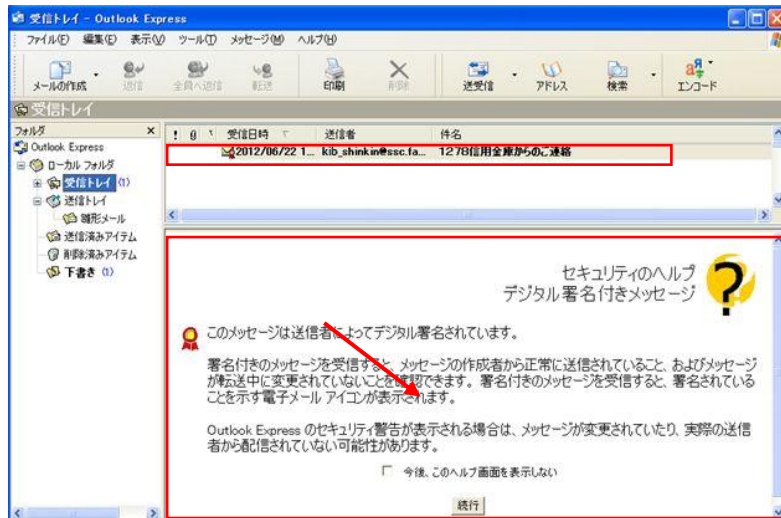 受信トレイ - Outlook Express
ファイル(F) 編集(E) 表示(V) ツール(T) メッセージ(M) ヘルプ(H)
メールの作成 返信 全員へ返信 転送 印刷 削除 送受信 アドレス 検索 エンコード
受信トレイ
フォルダ
Outlook Express
ローカル フォルダ
受信トレイ (1)
送信トレイ
雛形メール
送信済みアイテム
削除済みアイテム
下書き (1)
! 受信日時 送信者 件名
2012/06/22 1... kib_shinkin@ssc.fa... 1278信用金庫からのご連絡
セキュリティのヘルプ
デジタル署名付きメッセージ
このメッセージは送信者によってデジタル署名されています。
署名付きのメッセージを受信すると、メッセージの作成者から正常に送信されていること、およびメッセージ
が転送中に変更されていないことを確認できます。署名付きのメッセージを受信すると、署名されている
ことを示す電子メール アイコンが表示されます。
Outlook Express のセキュリティ警告が表示される場合は、メッセージが変更されていたり、実際の送信
者から配信されていない可能性があります。
今後、このヘルプ画面を表示しない
続行